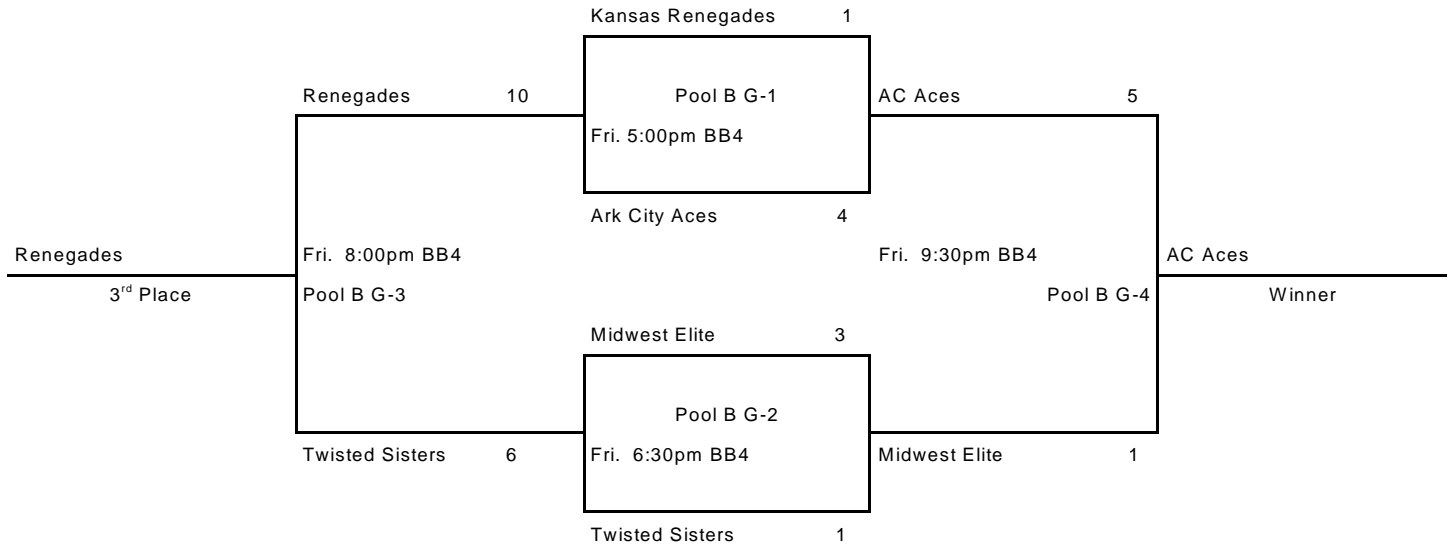 Kansas Renegades 1
Renegades 10 Pool B G-1 AC Aces 5
Fri. 5:00pm BB4
Ark City Aces 4
Renegades Fri. 8:00pm BB4 Fri. 9:30pm BB4 AC Aces
3rd Place Pool B G-3 Pool B G-4 Winner
Midwest Elite 3
Pool B G-2
Twisted Sisters 6 Fri. 6:30pm BB4 Midwest Elite 1
Twisted Sisters 1